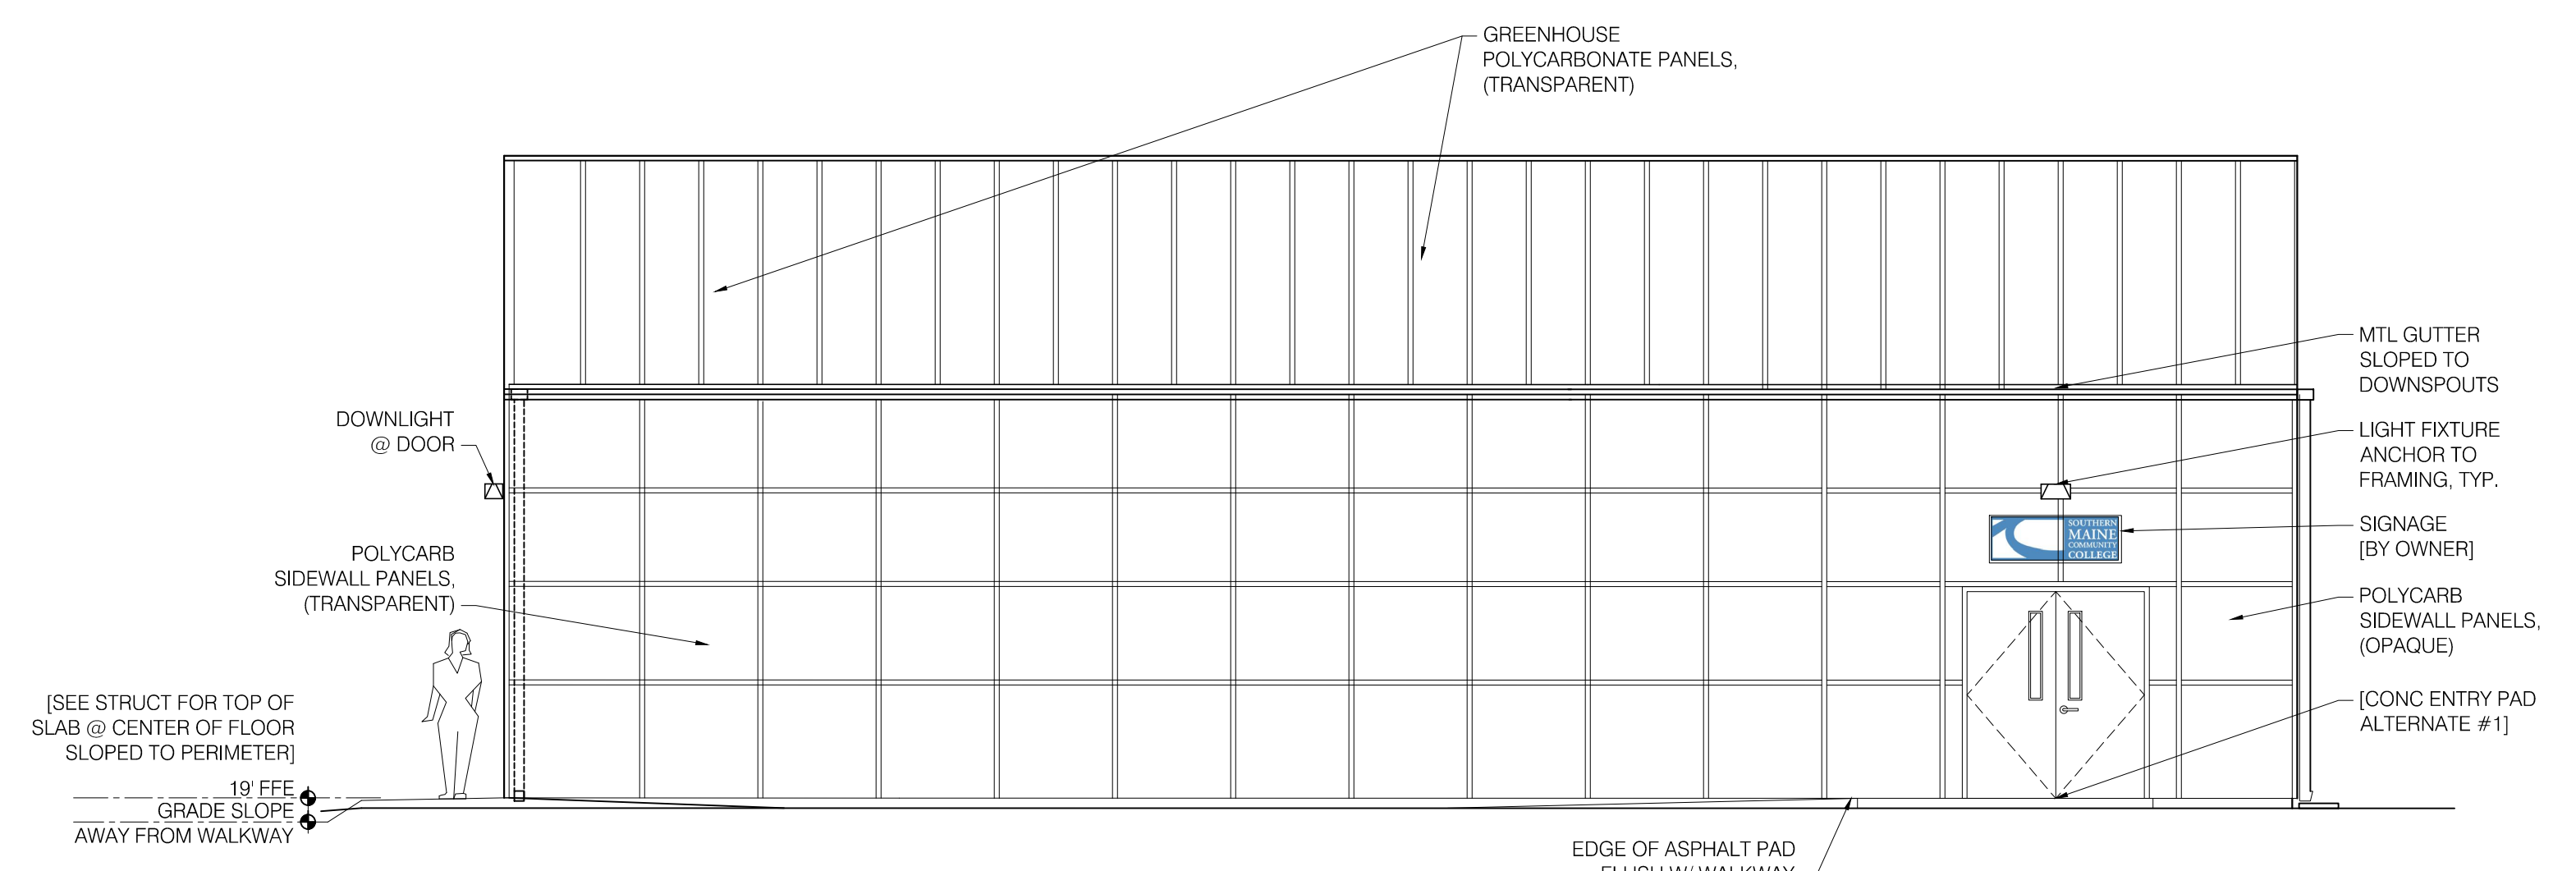 GREENHOUSE
POLYCARBONATE PANELS,
(TRANSPARENT)
MTL GUTTER
SLOPED TO
DOWNSPOUTS
DOWNLIGHT
@ DOOR
LIGHT FIXTURE
ANCHOR TO
FRAMING, TYP.
SOUTHERN
MAINE
COMMUNITY
COLLEGE
SIGNAGE
[BY OWNER]
POLYCARB
SIDEWALL PANELS,
(TRANSPARENT)
POLYCARB
SIDEWALL PANELS,
(OPAQUE)
[SEE STRUCT FOR TOP OF
SLAB @ CENTER OF FLOOR
SLOPED TO PERIMETER]
[CONC ENTRY PAD
ALTERNATE #1]
19' FFE
GRADE SLOPE
AWAY FROM WALKWAY
EDGE OF ASPHALT PAD
FLUSH W/ WALKWAY